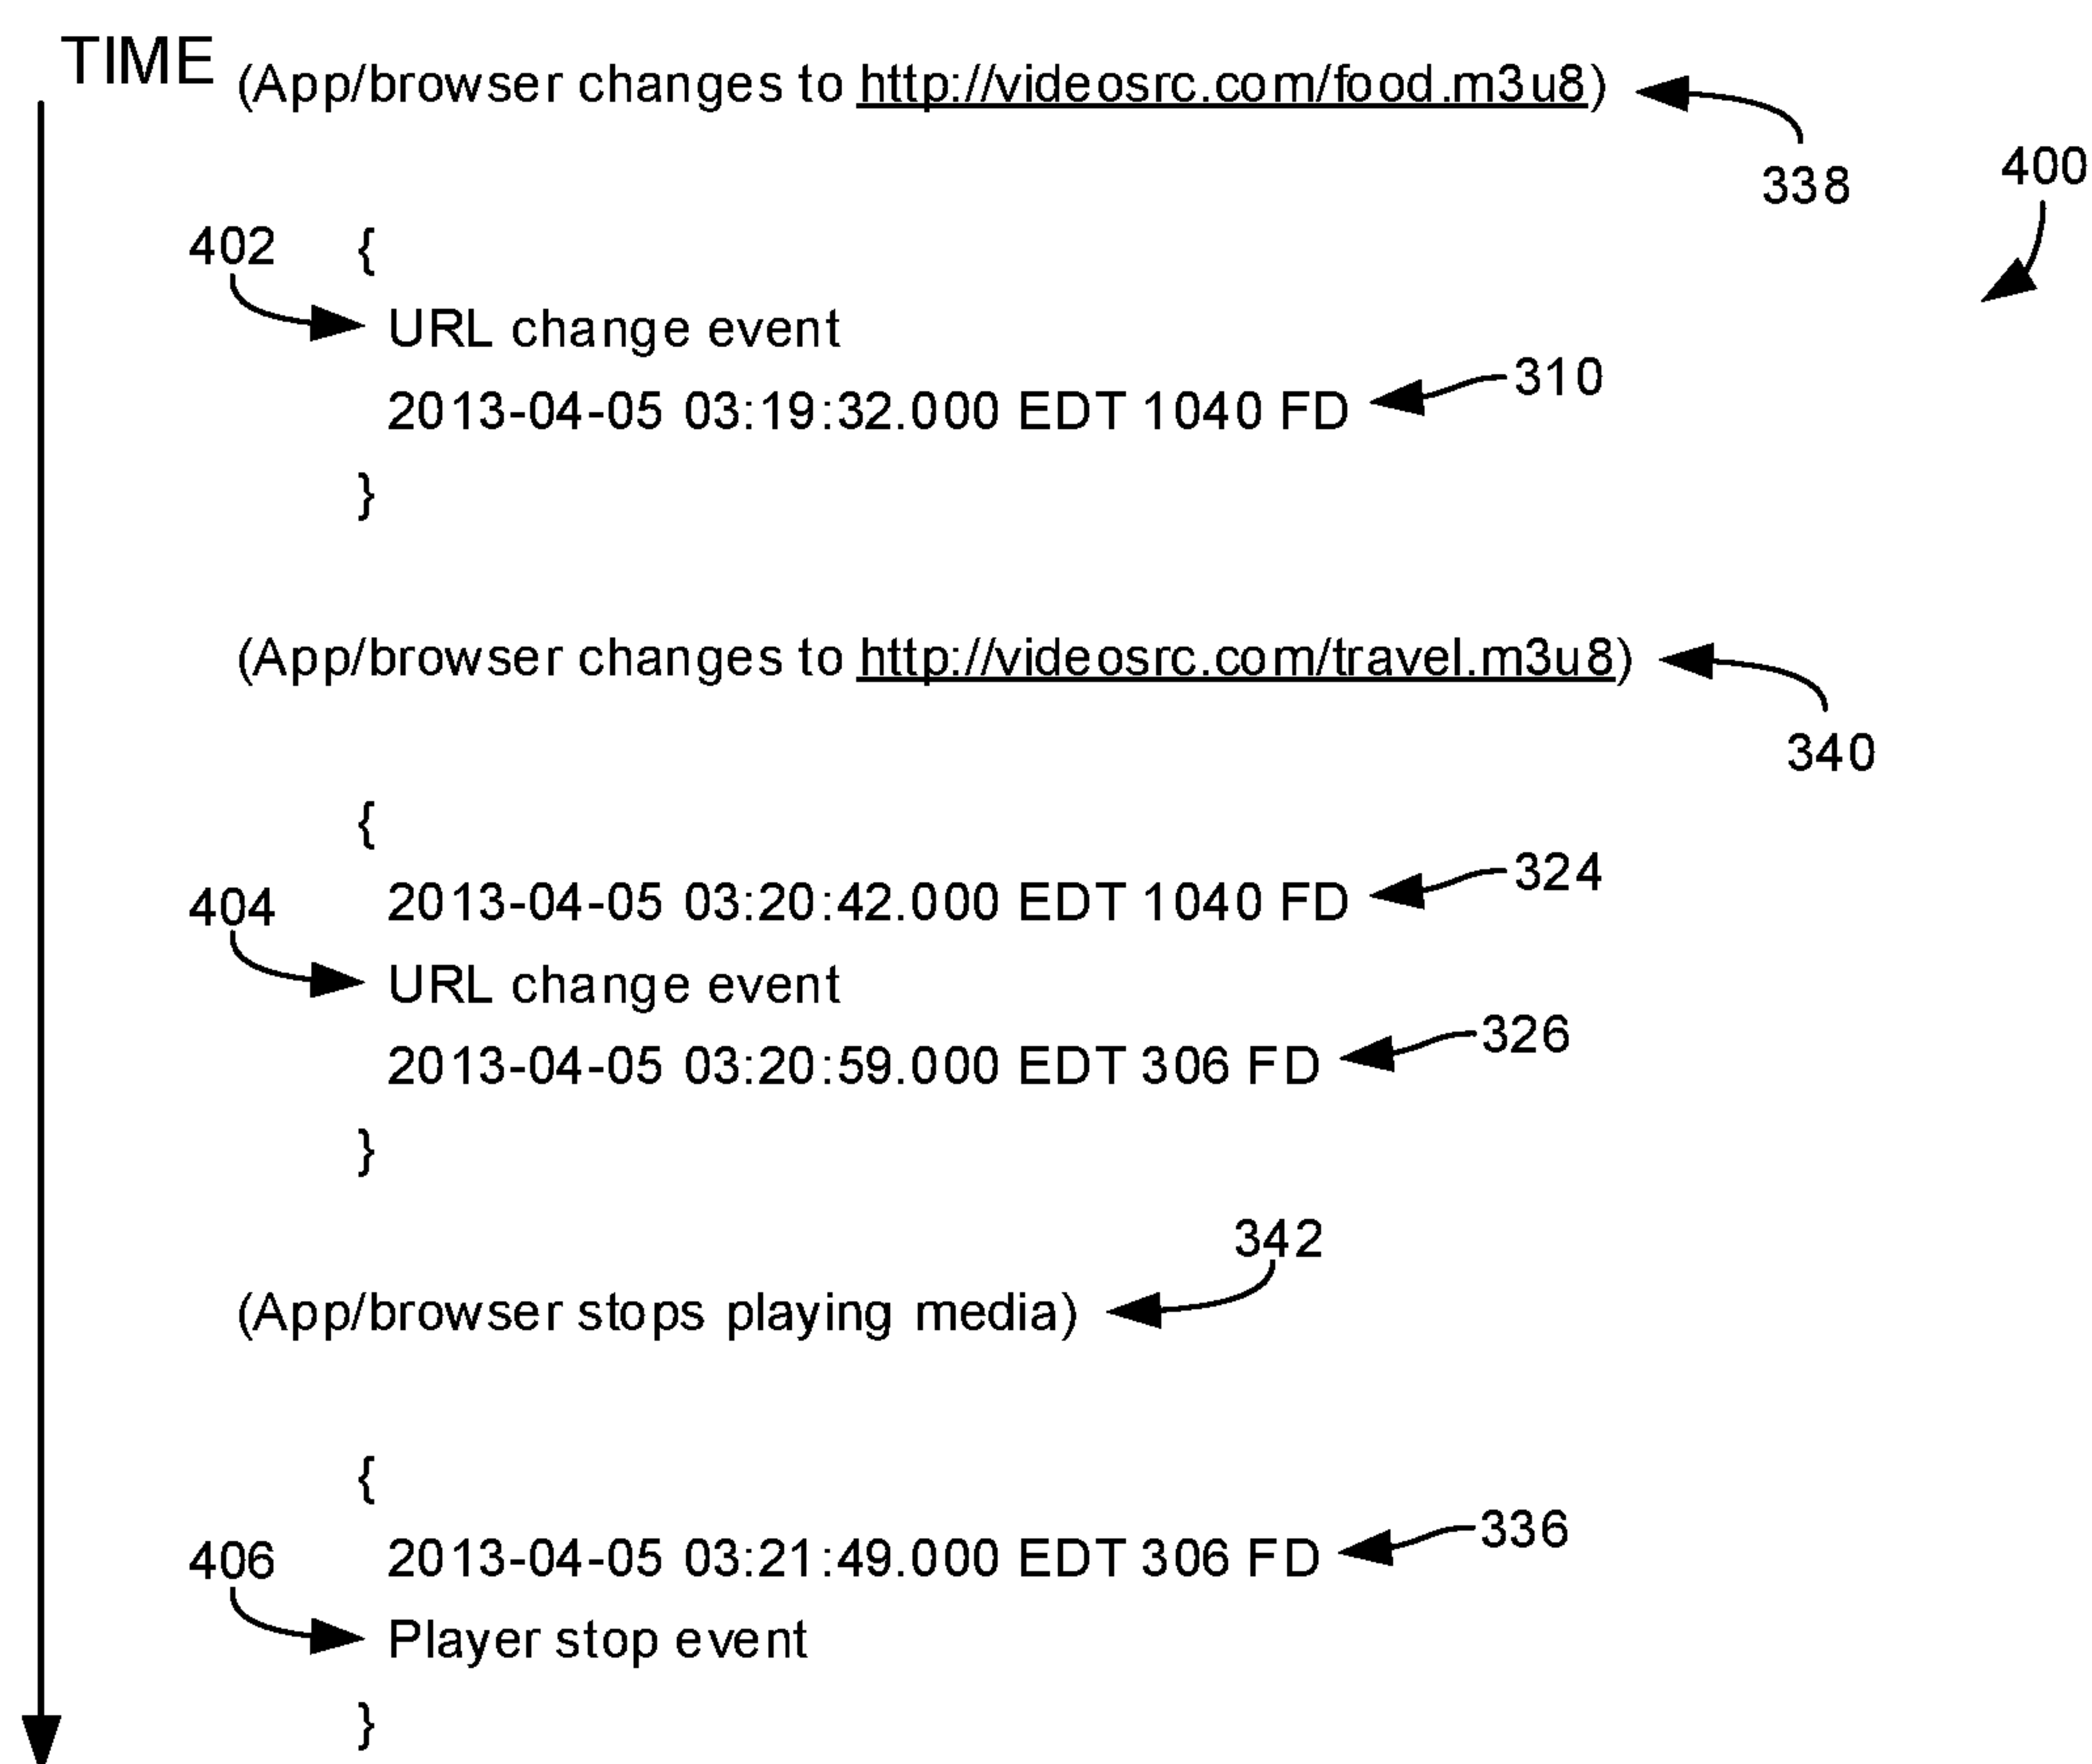 TIME
(App/browser changes to http://videosrc.com/food.m3u8)
338
400
402
{
URL change event
2013-04-05 03:19:32.000 EDT 1040 FD
310
}
(App/browser changes to http://videosrc.com/travel.m3u8)
340
{
2013-04-05 03:20:42.000 EDT 1040 FD
324
404
URL change event
2013-04-05 03:20:59.000 EDT 306 FD
326
}
342
(App/browser stops playing media)
{
2013-04-05 03:21:49.000 EDT 306 FD
336
406
Player stop event
}